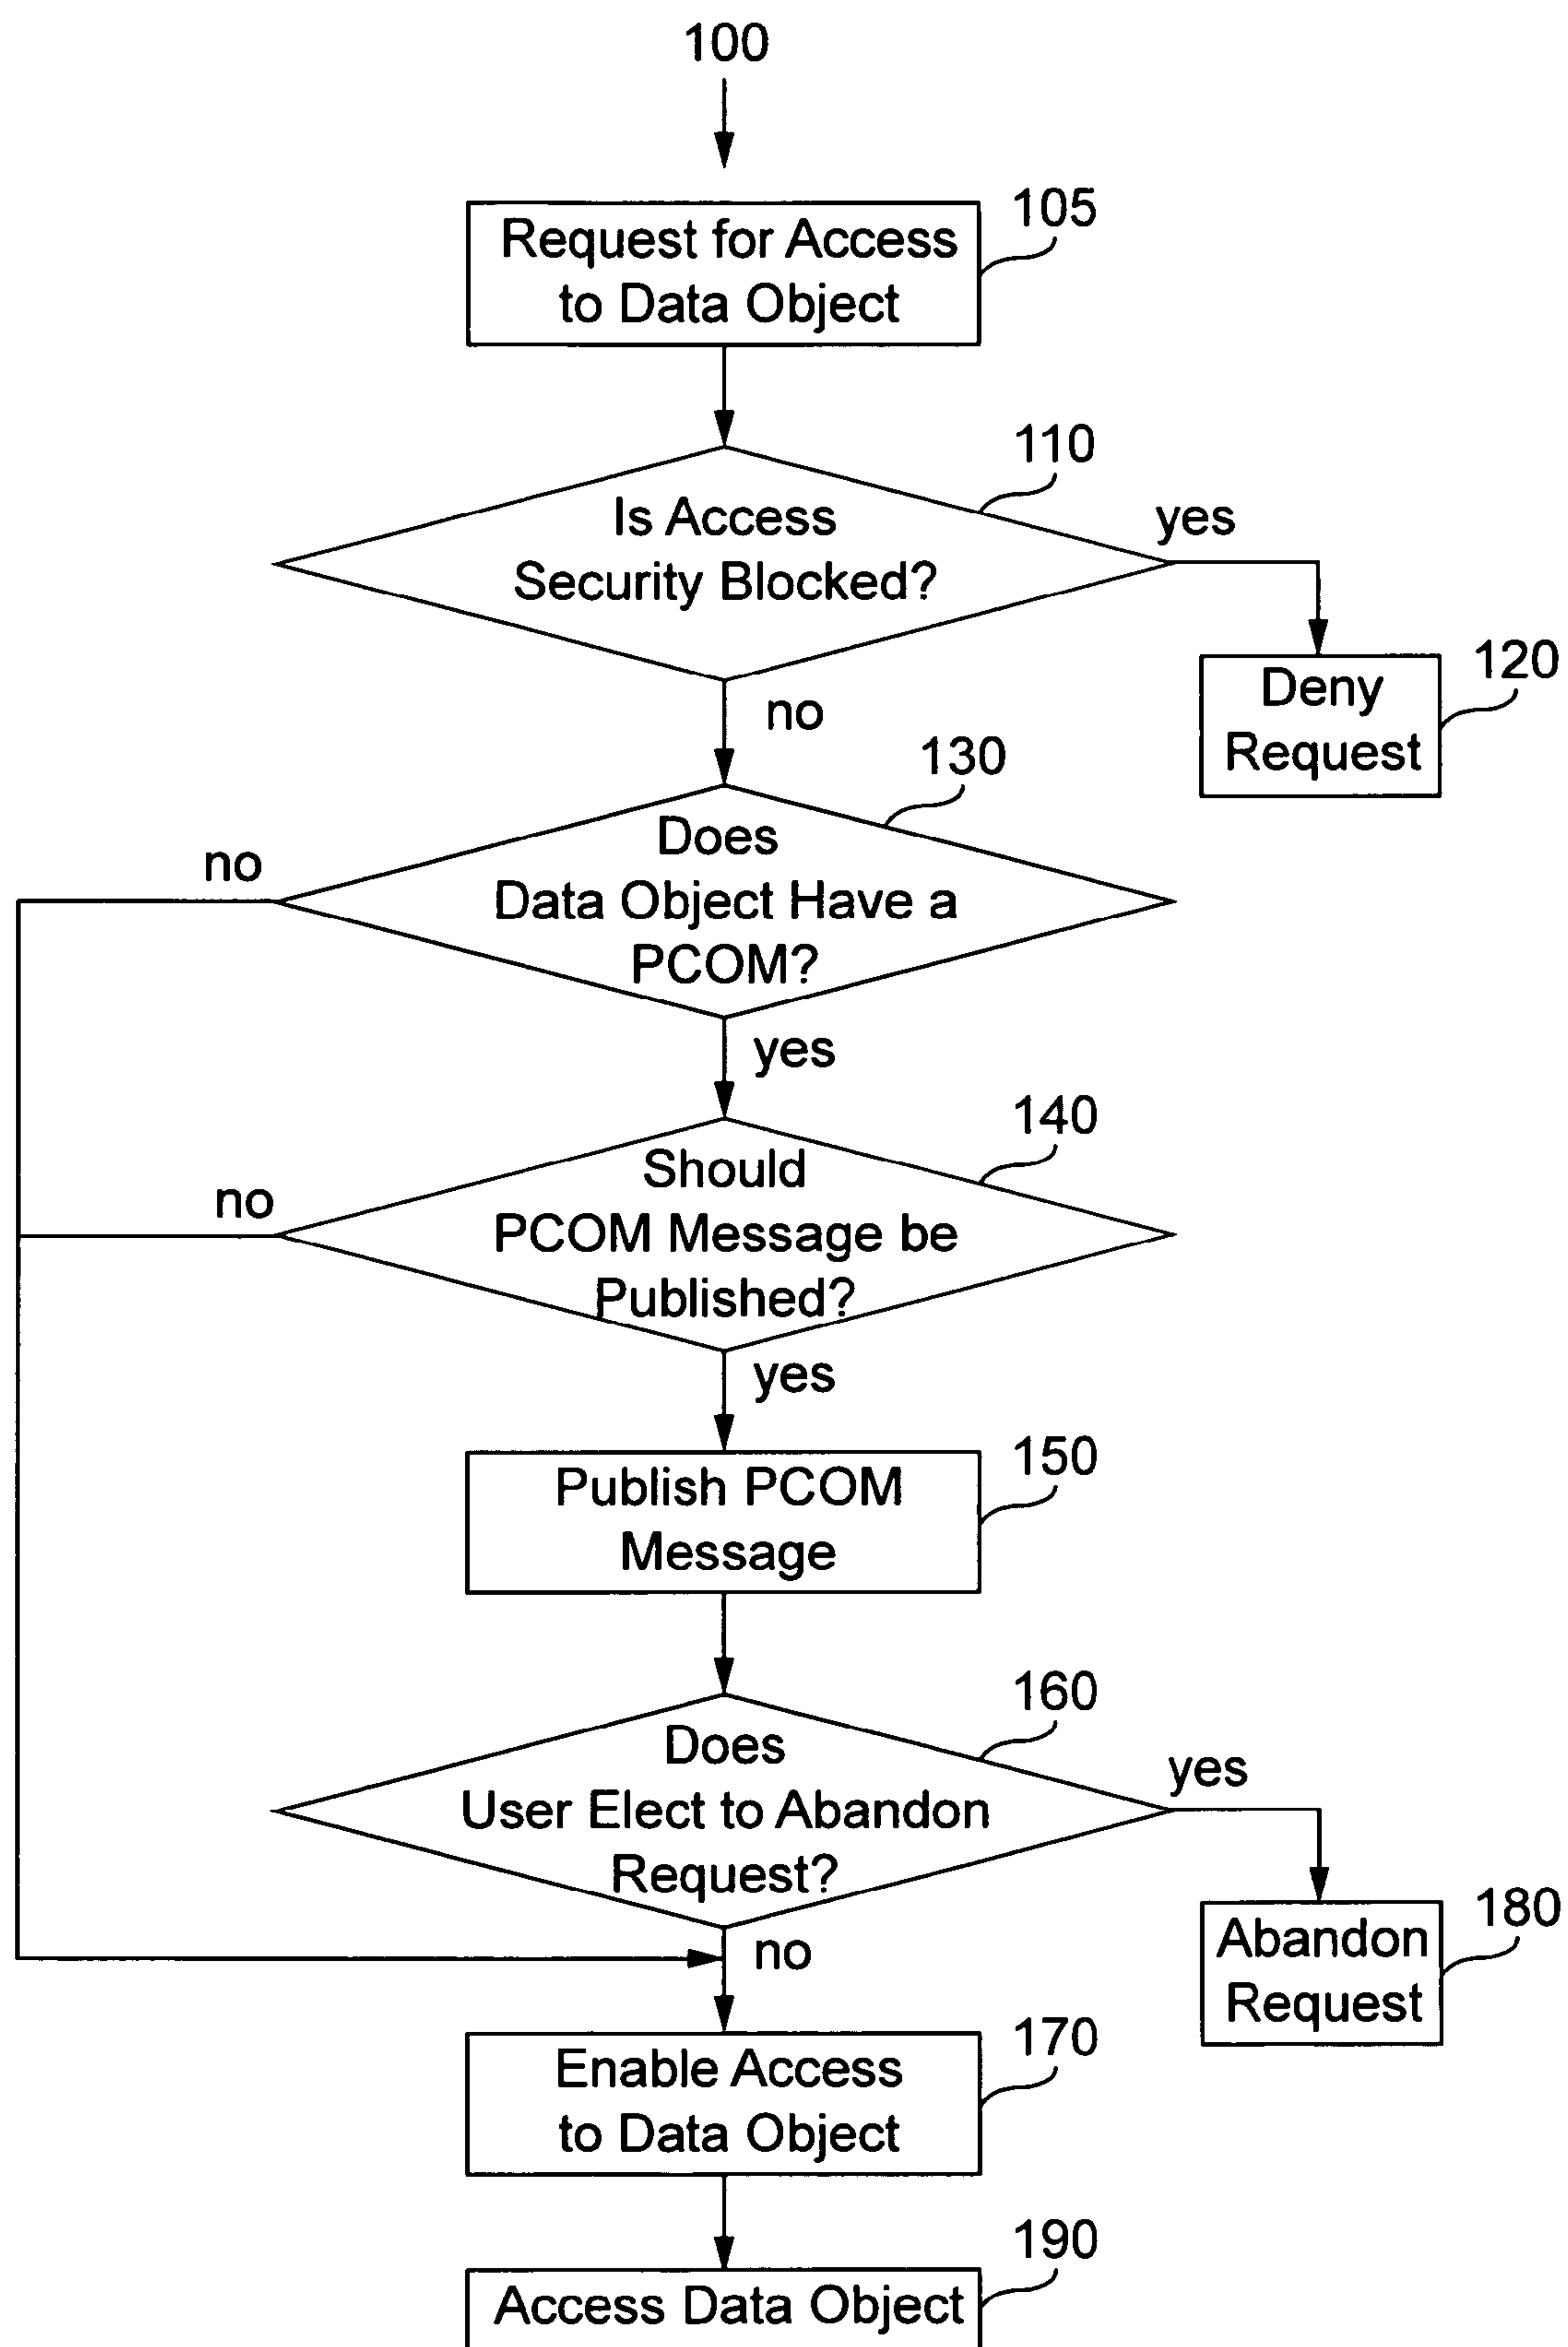 100
105
Request for Access
to Data Object
110
Is Access
Security Blocked?
yes
120
Deny
Request
no
130
Does
Data Object Have a
PCOM?
no
yes
140
Should
PCOM Message be
Published?
no
yes
150
Publish PCOM
Message
160
Does
User Elect to Abandon
Request?
yes
180
Abandon
Request
no
170
Enable Access
to Data Object
190
Access Data Object